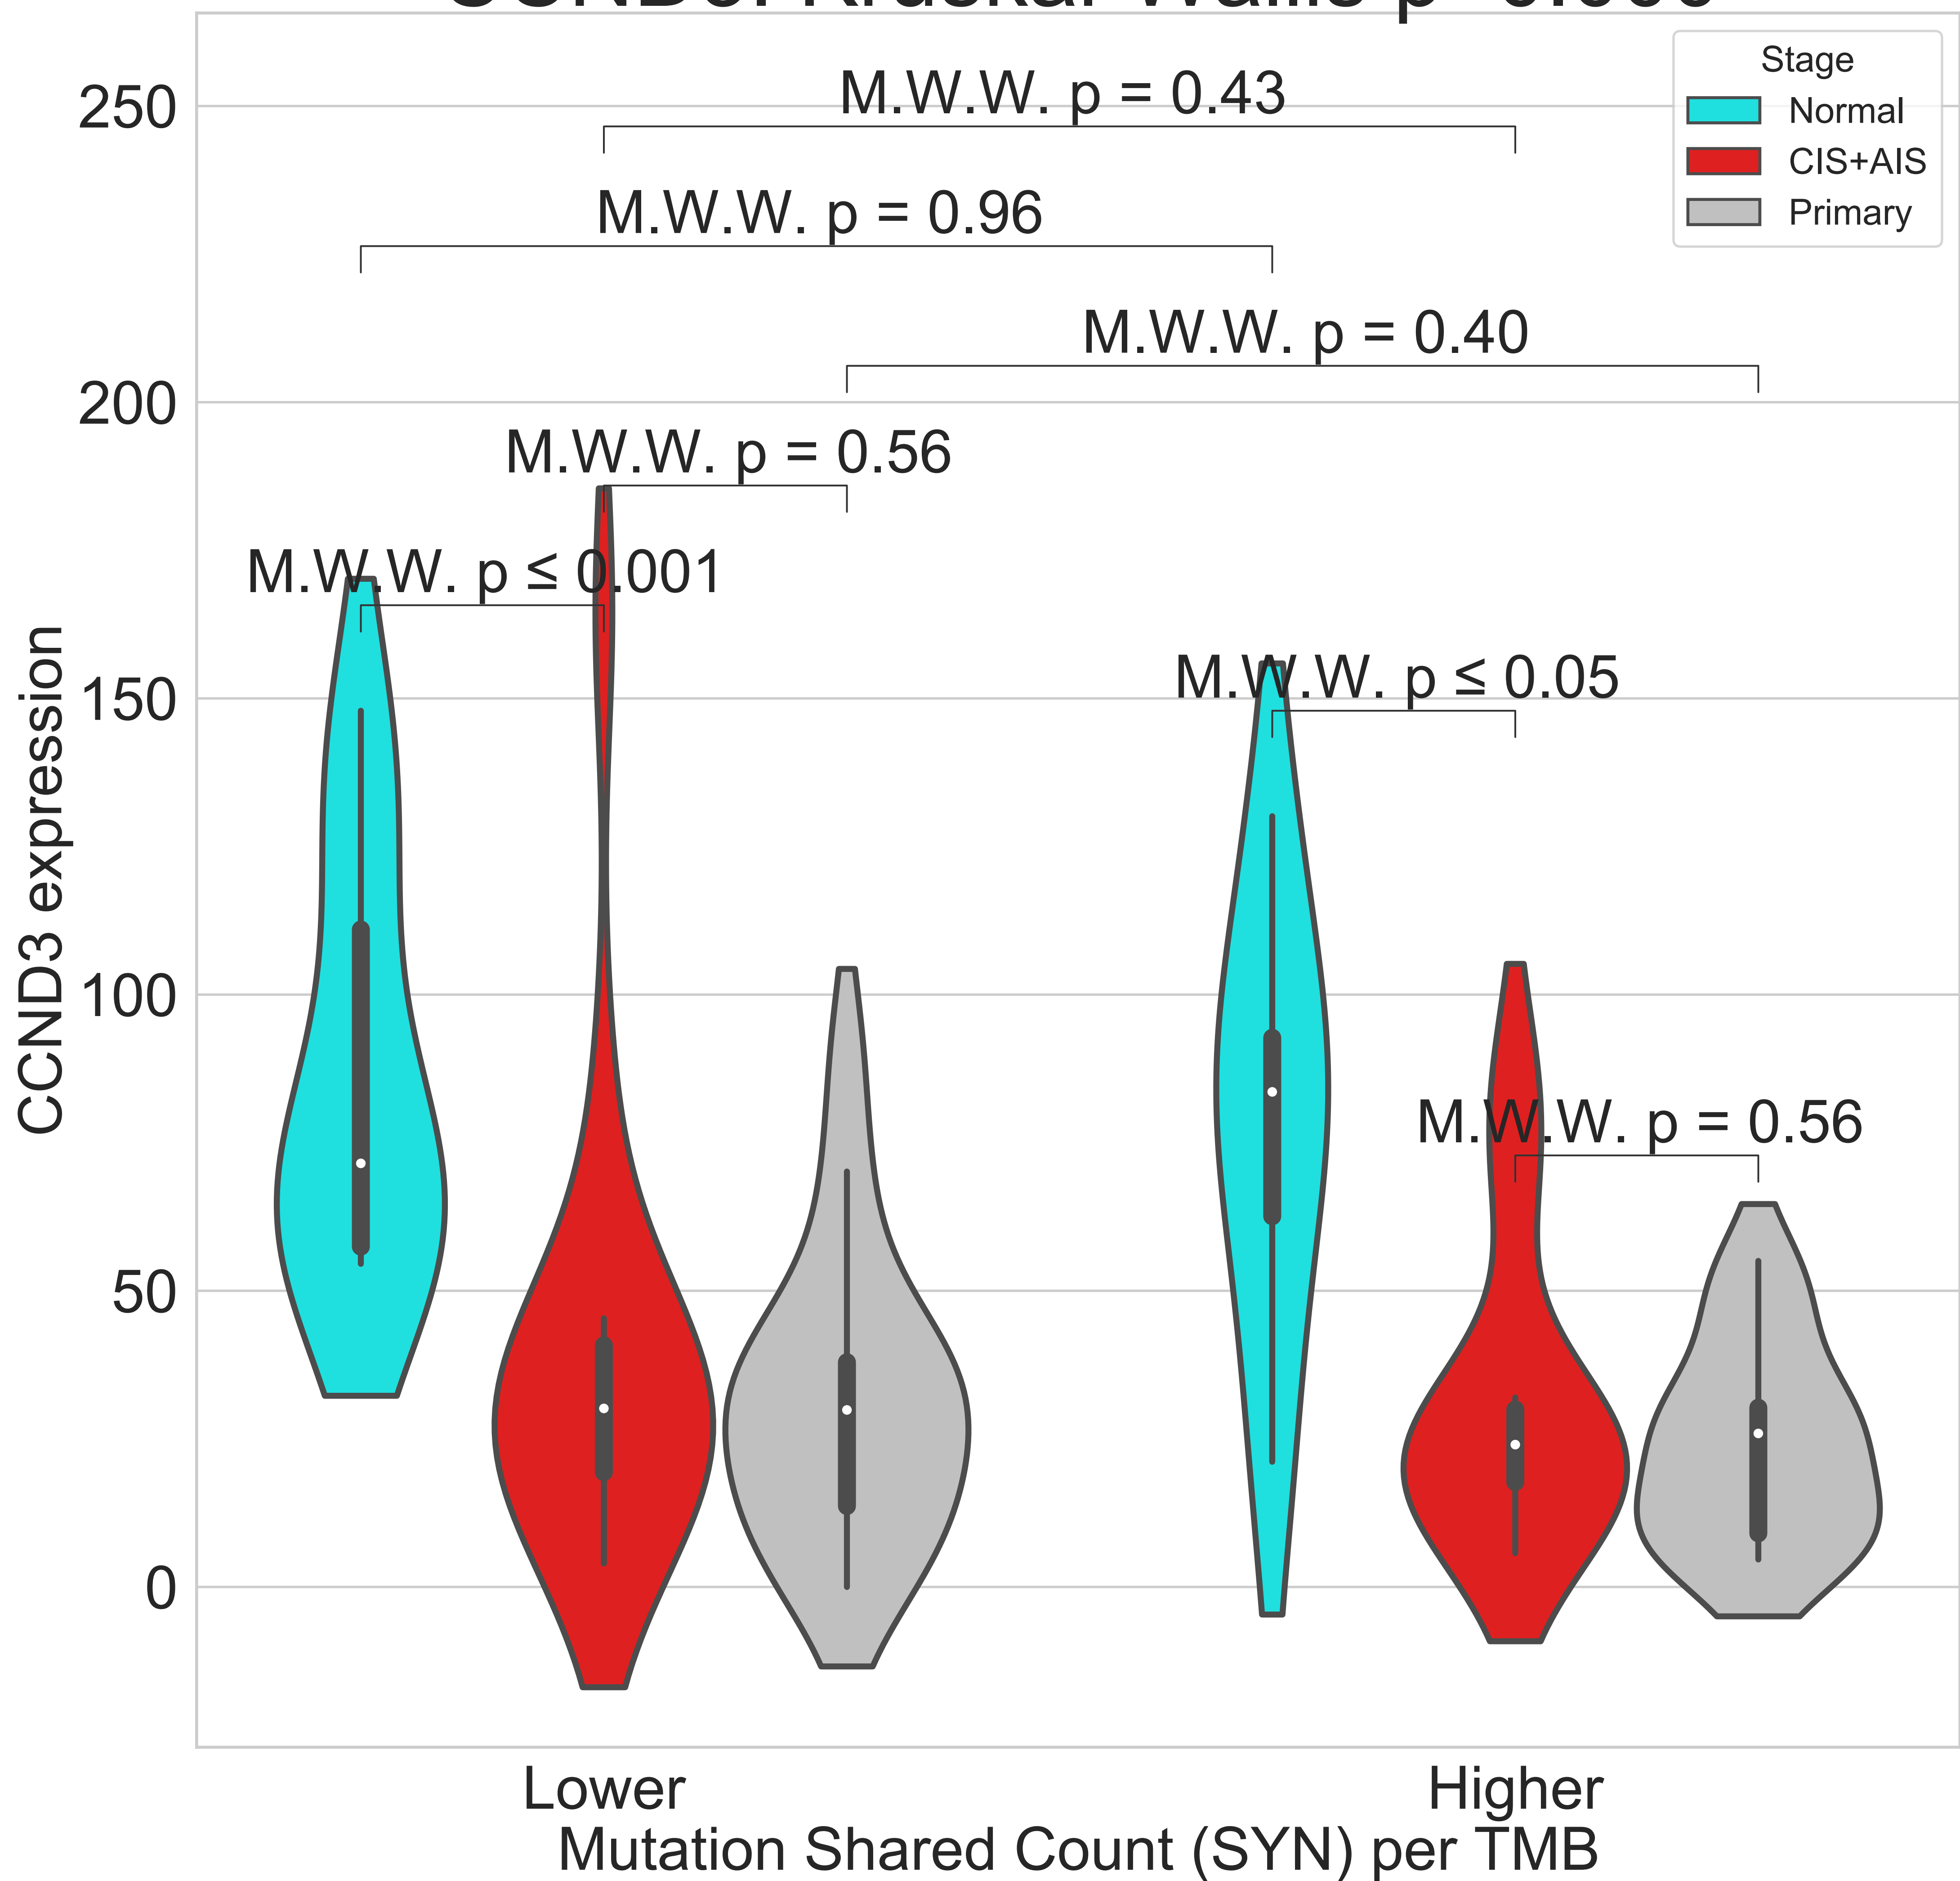 Stage
Normal
CIS+AIS
Primary
M.W.W. p = 0.43
M.W.W. p = 0.96
M.W.W. p = 0.40
M.W.W. p = 0.56
M.W.W. p ≤ 0.001
M.W.W. p ≤ 0.05
M.W.W. p = 0.56
250
200
150
100
50
0
CCND3 expression
Lower
Higher
Mutation Shared Count (SYN) per TMB